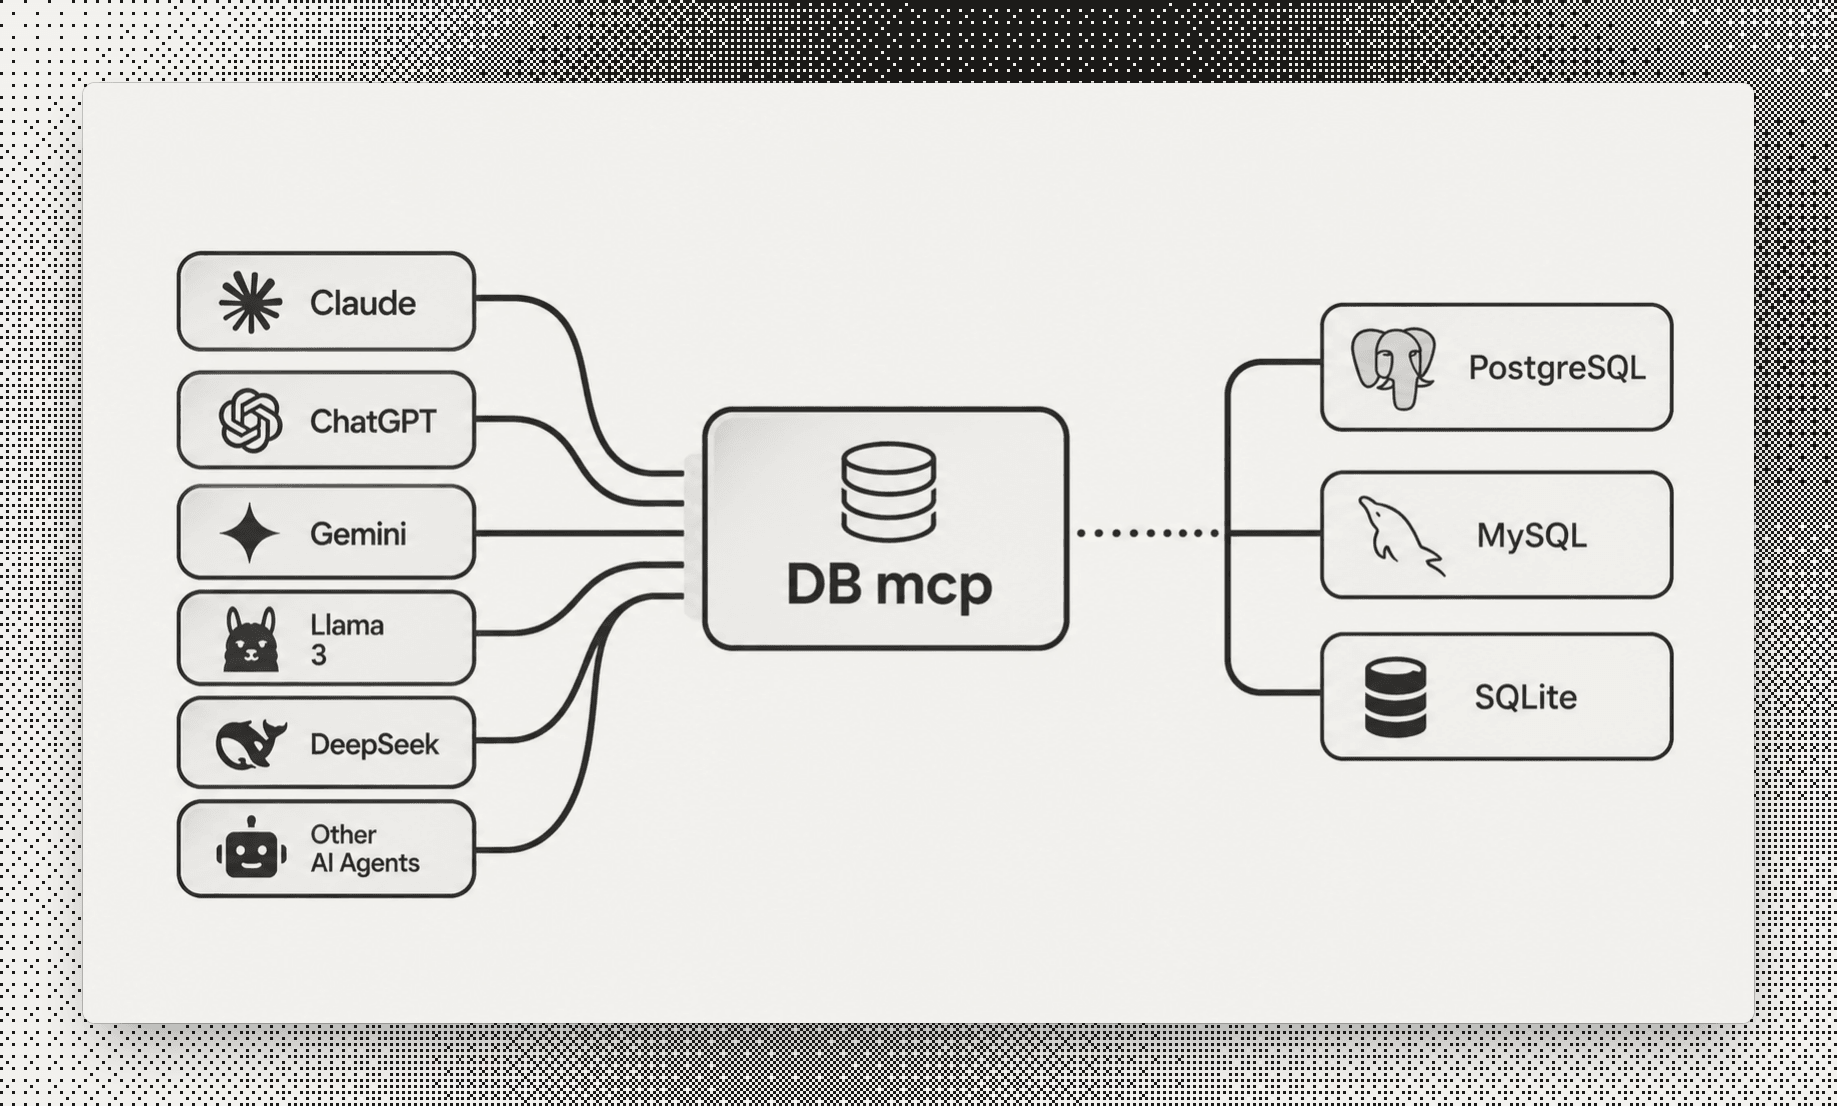 Claude
ChatGPT
Gemini
Llama
3
DeepSeek
Other
AI Agents
DB mcp
PostgreSQL
MySQL
SQLite